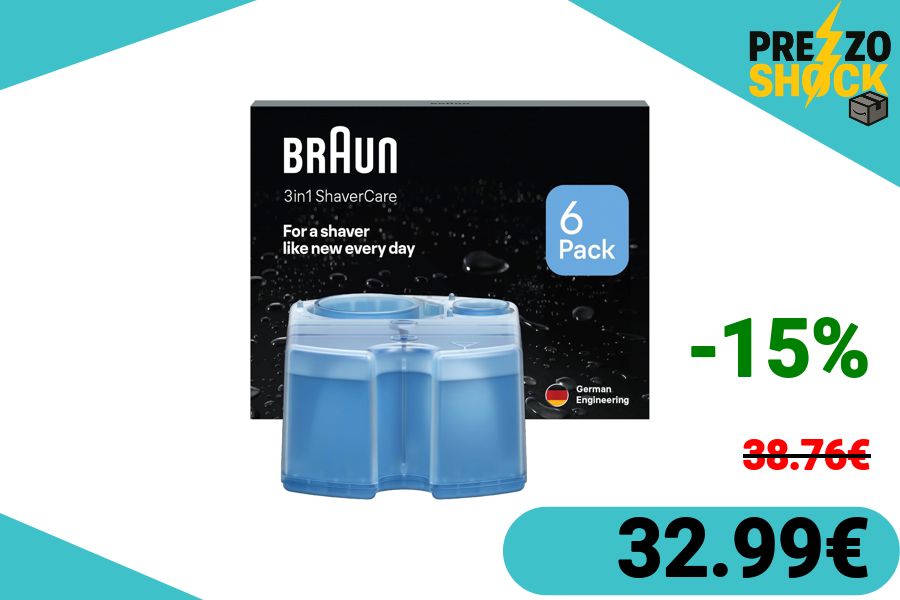 PREZZO
SHOCK
BRAUN
BRAUN
3in1 ShaverCare
For a shaver
like new every day
6
Pack
German
Engineering
-15%
38.76€
32.99€